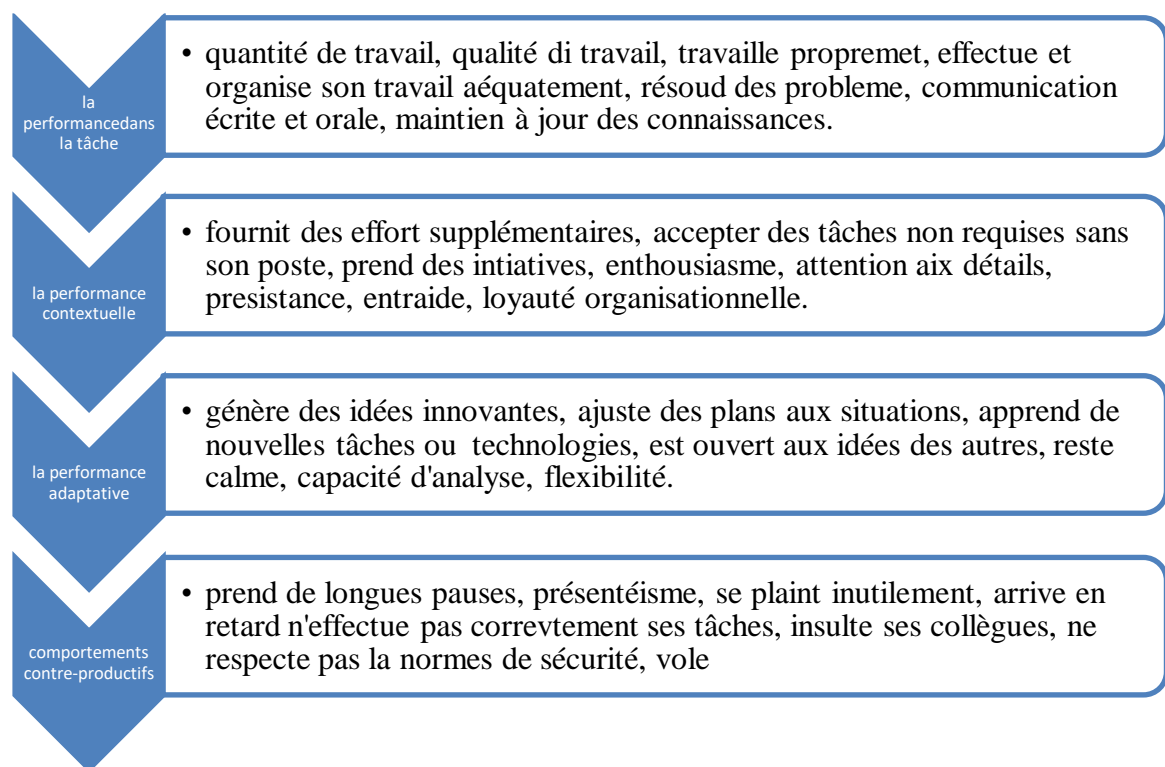 la
performancedans
la tâche
• quantité de travail, qualité di travail, travaille propremet, effectue et
organise son travail aéquatement, résoud des probleme, communication
écrite et orale, maintien à jour des connaissances.
la performance
contextuelle
• fournit des effort supplémentaires, accepter des tâches non requises sans
son poste, prend des intiatives, enthousiasme, attention aix détails,
presistance, entraide, loyauté organisationnelle.
la performance
adaptative
• génère des idées innovantes, ajuste des plans aux situations, apprend de
nouvelles tâches ou technologies, est ouvert aux idées des autres, reste
calme, capacité d'analyse, flexibilité.
comportements
contre-productifs
• prend de longues pauses, présentéisme, se plaint inutilement, arrive en
retard n'effectue pas correvtement ses tâches, insulte ses collègues, ne
respecte pas la normes de sécurité, vole